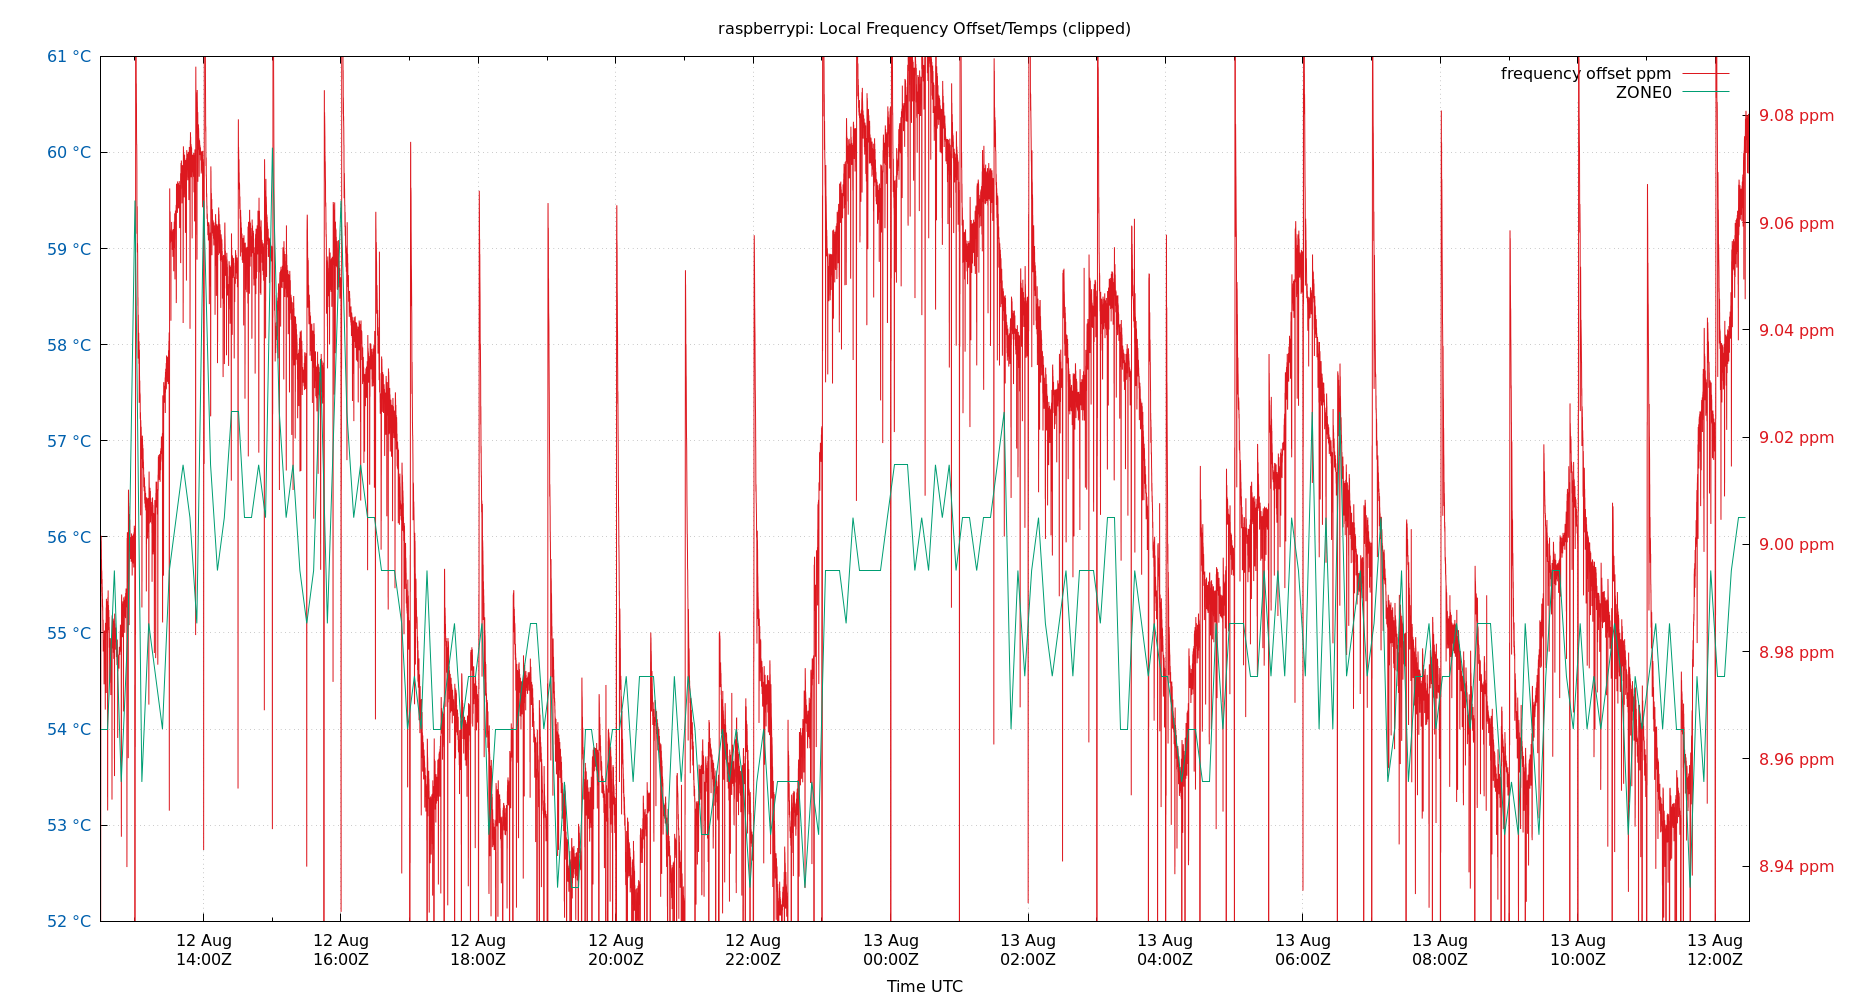 raspberrypi: Local Frequency Offset/Temps (clipped)
61 °C
60 °C
59 °C
58 °C
57 °C
56 °C
55 °C
54 °C
53 °C
52 °C
frequency offset ppm
ZONE0
9.08 ppm
9.06 ppm
9.04 ppm
9.02 ppm
9.00 ppm
8.98 ppm
8.96 ppm
8.94 ppm
12 Aug 12 Aug 12 Aug 12 Aug 12 Aug 13 Aug 13 Aug 13 Aug 13 Aug 13 Aug 13 Aug 13 Aug
14:00Z 16:00Z 18:00Z 20:00Z 22:00Z 00:00Z 02:00Z 04:00Z 06:00Z 08:00Z 10:00Z 12:00Z
Time UTC